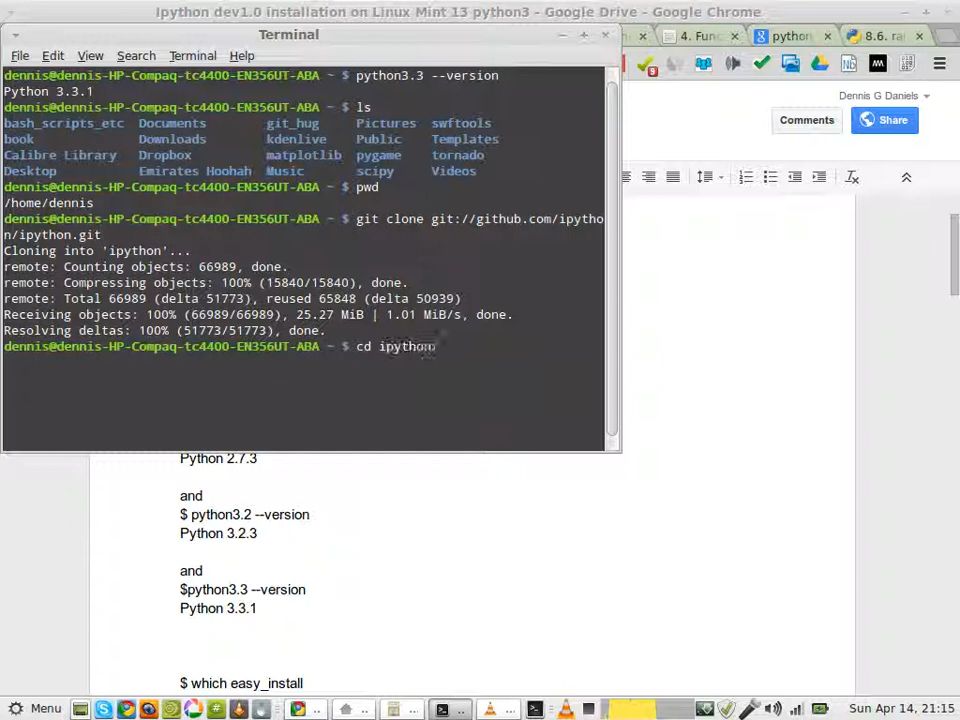 Ipython dev1.0 installation on Linux Mint 13 python3 - Google Drive - Google Chrome
Terminal
4. Func
python
8.6. ra
File Edit View Search Terminal Help
dennis@dennis-HP-Compaq-tc4400-EN356UT-ABA ~ $ python3.3 --version
Python 3.3.1
dennis@dennis-HP-Compaq-tc4400-EN356UT-ABA ~ $ ls
bash_scripts_etc Documents git_hug Pictures swftools
book Downloads kdenlive Public Templates
Calibre Library Dropbox matplotlib pygame tornado
Desktop Emirates Hoohah Music scipy Videos
dennis@dennis-HP-Compaq-tc4400-EN356UT-ABA ~ $ pwd
/home/dennis
dennis@dennis-HP-Compaq-tc4400-EN356UT-ABA ~ $ git clone git://github.com/ipytho
n/ipython.git
Cloning into 'ipython'...
remote: Counting objects: 66989, done.
remote: Compressing objects: 100% (15840/15840), done.
remote: Total 66989 (delta 51773), reused 65848 (delta 50939)
Receiving objects: 100% (66989/66989), 25.27 MiB | 1.01 MiB/s, done.
Resolving deltas: 100% (51773/51773), done.
dennis@dennis-HP-Compaq-tc4400-EN356UT-ABA ~ $ cd ipython
Dennis G Daniels
Comments
Share
Python 2.7.3
and
$ python3.2 --version
Python 3.2.3
and
$python3.3 --version
Python 3.3.1
$ which easy_install
Menu
Sun Apr 14, 21:15